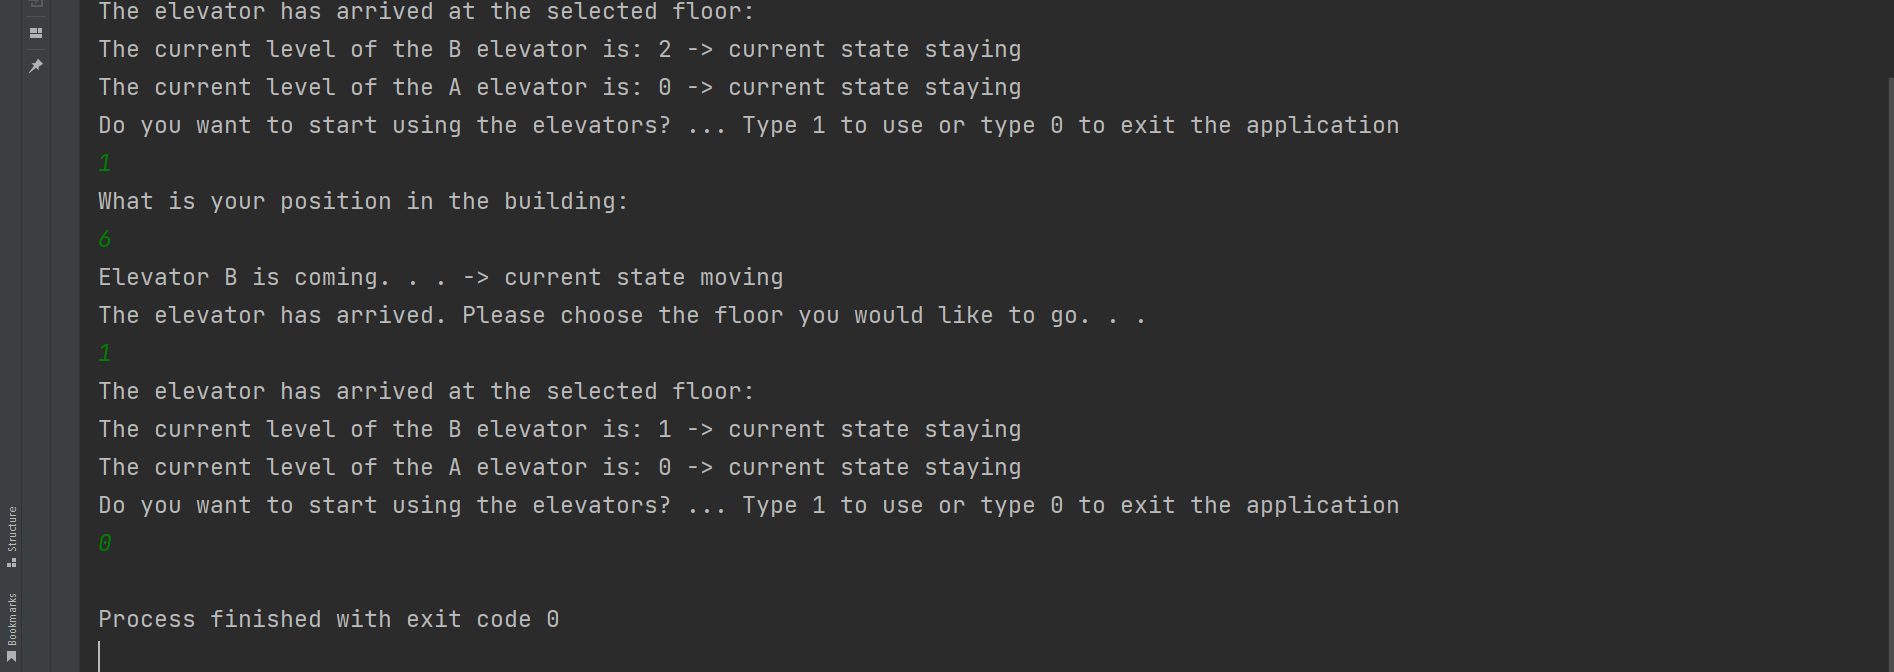 The elevator has arrived at the selected floor:
The current level of the B elevator is: 2 -> current state staying
The current level of the A elevator is: 0 -> current state staying
Do you want to start using the elevators? ... Type 1 to use or type 0 to exit the application
1
What is your position in the building:
6
Elevator B is coming. . . -> current state moving
The elevator has arrived. Please choose the floor you would like to go. . .
1
The elevator has arrived at the selected floor:
The current level of the B elevator is: 1 -> current state staying
The current level of the A elevator is: 0 -> current state staying
Do you want to start using the elevators? ... Type 1 to use or type 0 to exit the application
0
Process finished with exit code 0
Structure
Bookmarks